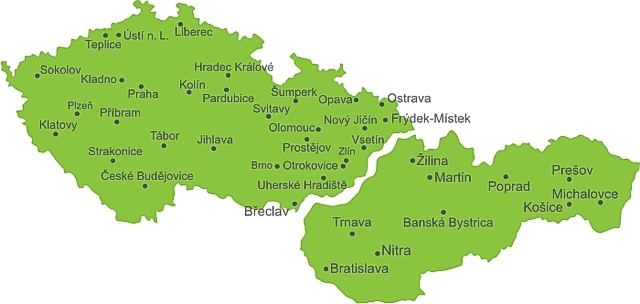 Liberec
Teplice
Ústí n. L.
Sokolov
Kladno
Praha
Kolín
Hradec Králové
Pardubice
Šumperk
Opava
Ostrava
Plzeň
Příbram
Svitavy
Nový Jičín
Frýdek-Místek
Klatovy
Tábor
Jihlava
Olomouc
Prostějov
Vsetín
Strakonice
Brno
Otrokovice
Zlín
České Budějovice
Uherské Hradiště
Břeclav
Žilina
Martin
Poprad
Prešov
Michalovce
Košice
Trnava
Banská Bystrica
Nitra
Bratislava